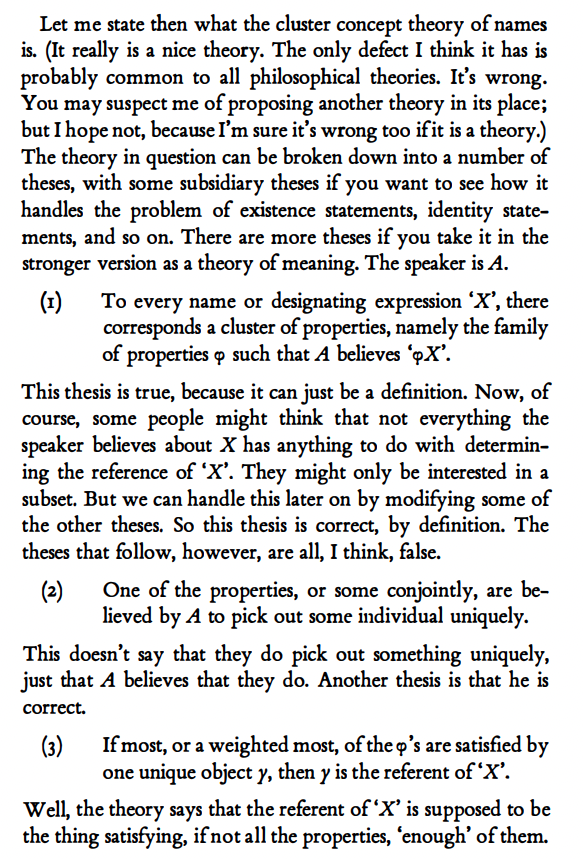 Let me state then what the cluster concept theory of names
is. (It really is a nice theory. The only defect I think it has is
probably common to all philosophical theories. It's wrong.
You may suspect me of proposing another theory in its place;
but I hope not, because I'm sure it's wrong too if it is a theory.)
The theory in question can be broken down into a number of
theses, with some subsidiary theses if you want to see how it
handles the problem of existence statements, identity state-
ments, and so on. There are more theses if you take it in the
stronger version as a theory of meaning. The speaker is A.
(1) To every name or designating expression ‘X’, there
corresponds a cluster of properties, namely the family
of properties φ such that A believes ‘φX’.
This thesis is true, because it can just be a definition. Now, of
course, some people might think that not everything the
speaker believes about X has anything to do with determin-
ing the reference of ‘X’. They might only be interested in a
subset. But we can handle this later on by modifying some of
the other theses. So this thesis is correct, by definition. The
theses that follow, however, are all, I think, false.
(2) One of the properties, or some conjointly, are be-
lieved by A to pick out some individual uniquely.
This doesn't say that they do pick out something uniquely,
just that A believes that they do. Another thesis is that he is
correct.
(3) If most, or a weighted most, of the φ's are satisfied by
one unique object y, then y is the referent of ‘X’.
Well, the theory says that the referent of ‘X’ is supposed to be
the thing satisfying, if not all the properties, ‘enough’ of them.